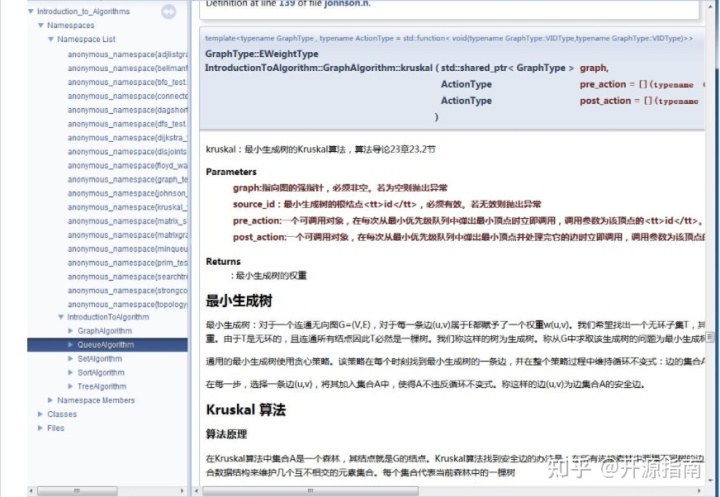 Introduction_to_Algorithms
Namespaces
Namespace List
anonymous_namespace{adjlistgra
anonymous_namespace{bellmanf
anonymous_namespace{bfs_test.
anonymous_namespace{connecte
anonymous_namespace{dagshort
anonymous_namespace{dfs_test.
anonymous_namespace{dijkstra_
anonymous_namespace{disjoints
anonymous_namespace{floyd_wa
anonymous_namespace{graph_te
anonymous_namespace{johnson_
anonymous_namespace{kruskal_
anonymous_namespace{matrix_s
anonymous_namespace{matrixgra
anonymous_namespace{minqueu
anonymous_namespace{prim_tes
anonymous_namespace{searchtre
anonymous_namespace{strongco
anonymous_namespace{topology
IntroductionToAlgorithm
GraphAlgorithm
QueueAlgorithm
SetAlgorithm
SortAlgorithm
TreeAlgorithm
Namespace Members
Classes
Files
Definition at line 139 of file johnson.h.
template<typename GraphType , typename ActionType = std::function< void(typename GraphType::VIDType,typename GraphType::VIDType)>>
GraphType::EWeightType
IntroductionToAlgorithm::GraphAlgorithm::kruskal ( std::shared_ptr< GraphType > graph,
ActionType pre_action = [](typename
ActionType post_action = [](typename
)
kruskal：最小生成树的Kruskal算法，算法导论23章23.2节
Parameters
graph:指向图的强指针，必须非空。若为空则抛出异常
source_id：最小生成树的根结点<tt>id</tt>，必须有效。若无效则抛出异常
pre_action:一个可调用对象，在每次从最小优先级队列中弹出最小顶点时立即调用，调用参数为该顶点的<tt>id</tt>。
post_action:一个可调用对象，在每次从最小优先级队列中弹出最小顶点并处理完它的边时立即调用，调用参数为该顶点的
Returns
：最小生成树的权重
最小生成树
最小生成树：对于一个连通无向图G=(V,E)，对于每一条边(u,v)属于E都赋予了一个权重w(u,v)。我们希望找出一个无环子集T，其
重。由于T是无环的，且连通所有结点因此T必然是一棵树。我们称这样的树为生成树。称从G中求取该生成树的问题为最小生成树
通用的最小生成树使用贪心策略。该策略在每个时刻找到最小生成树的一条边，并在整个策略过程中维持循环不变式：边的集合A
在每一步，选择一条边(u,v)，将其加入集合A中，使得A不违反循环不变式。称这样的边(u,v)为边集合A的安全边。
Kruskal 算法
算法原理
在Kruskal算法中集合A是一个森林，其结点就是G的结点。Kruskal算法找到安全边的办法是：在所有连接森林中两棵不同树的边
合数据结构来维护几个互不相交的元素集合。每个集合代表当前森林中的一棵树
知乎 @开源指南